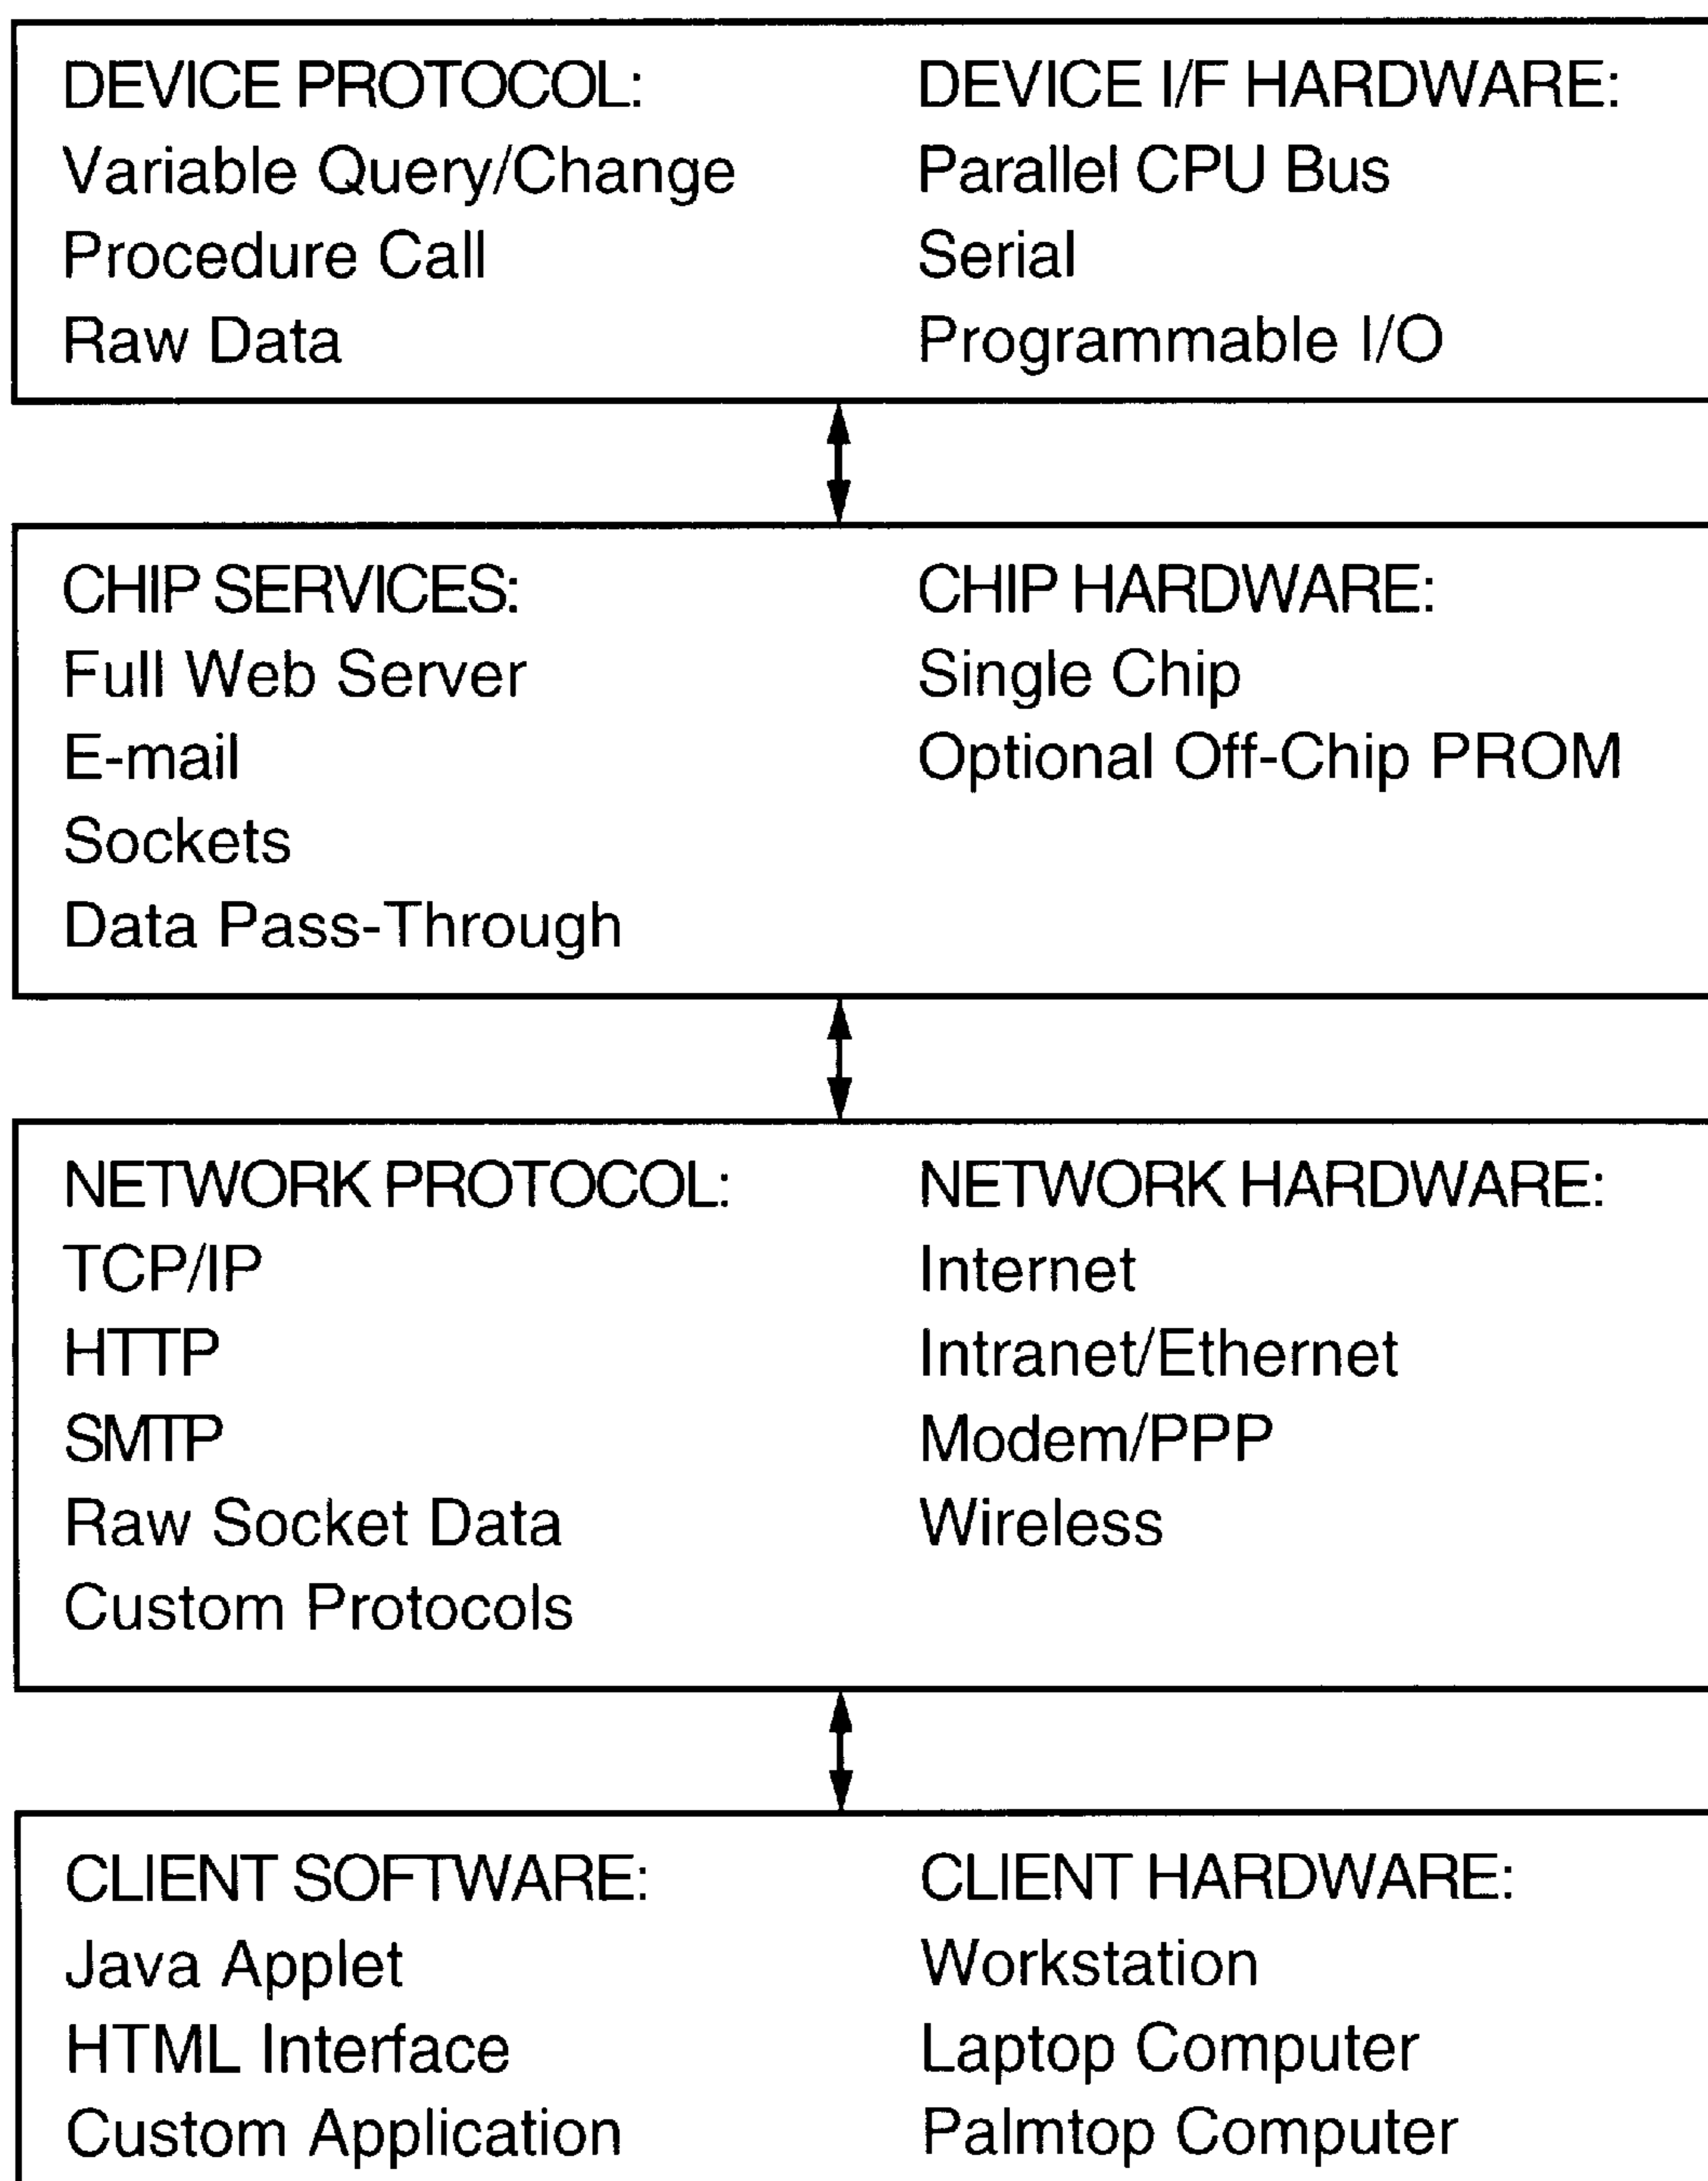 DEVICE PROTOCOL:
Variable Query/Change
Procedure Call
Raw Data
DEVICE I/F HARDWARE:
Parallel CPU Bus
Serial
Programmable I/O
CHIP SERVICES:
Full Web Server
E-mail
Sockets
Data Pass-Through
CHIP HARDWARE:
Single Chip
Optional Off-Chip PROM
NETWORK PROTOCOL:
TCP/IP
HTTP
SMTP
Raw Socket Data
Custom Protocols
NETWORK HARDWARE:
Internet
Intranet/Ethernet
Modem/PPP
Wireless
CLIENT SOFTWARE:
Java Applet
HTML Interface
Custom Application
CLIENT HARDWARE:
Workstation
Laptop Computer
Palmtop Computer